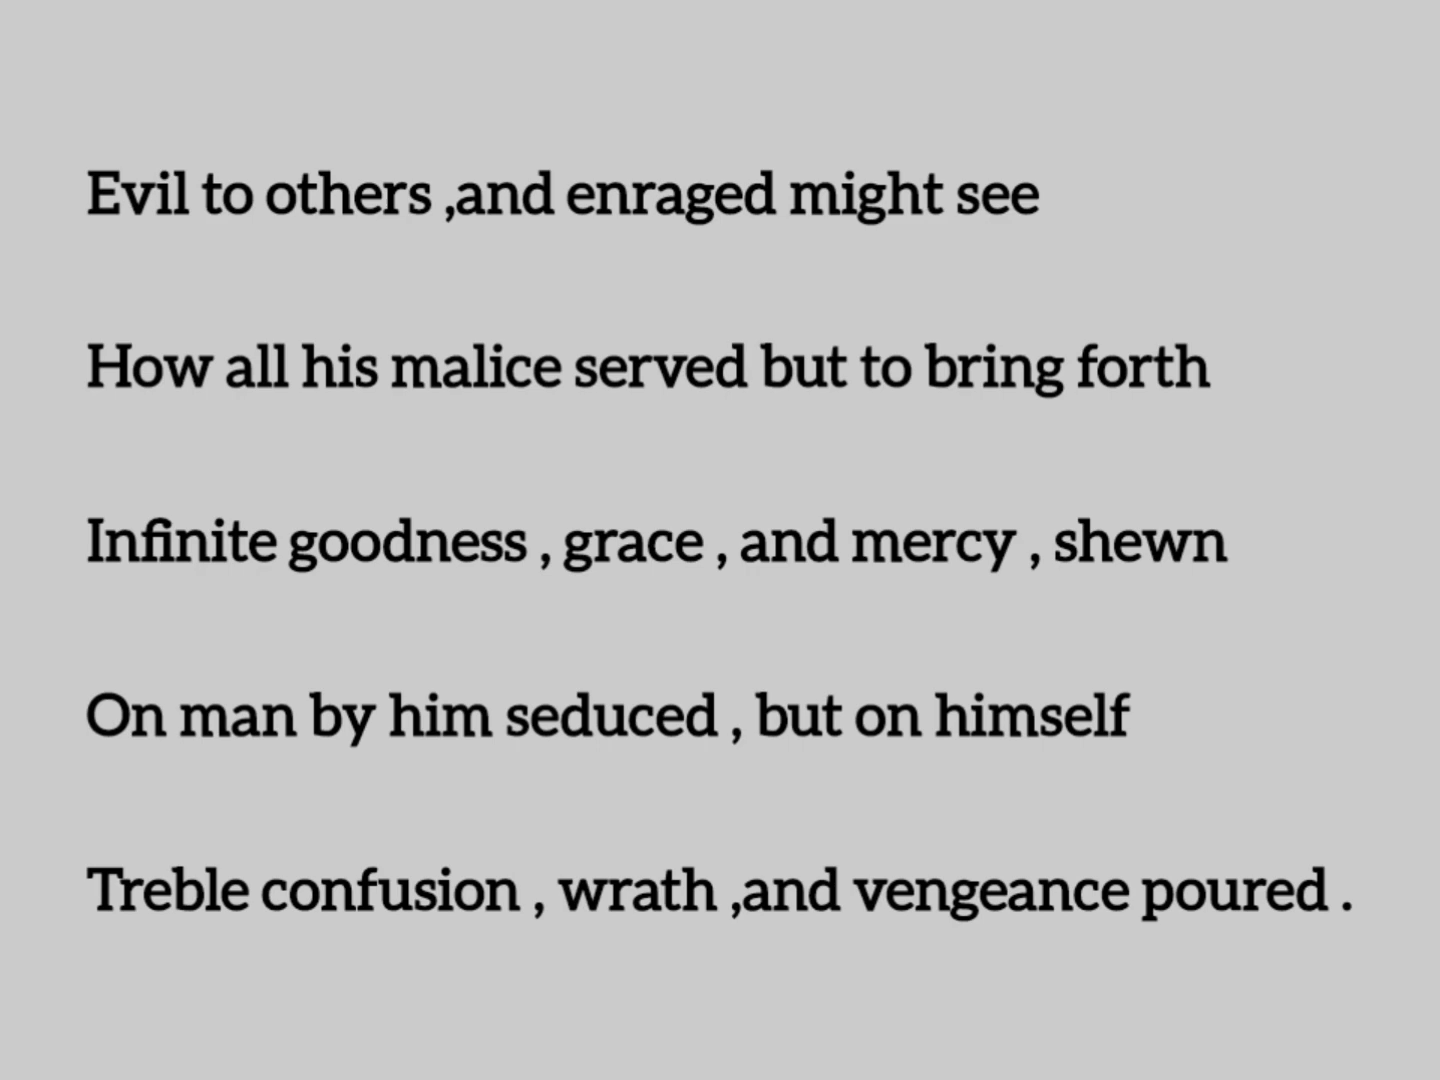 Evil to others ,and enraged might see
How all his malice served but to bring forth
Infinite goodness , grace , and mercy , shewn
On man by him seduced , but on himself
Treble confusion , wrath ,and vengeance poured .